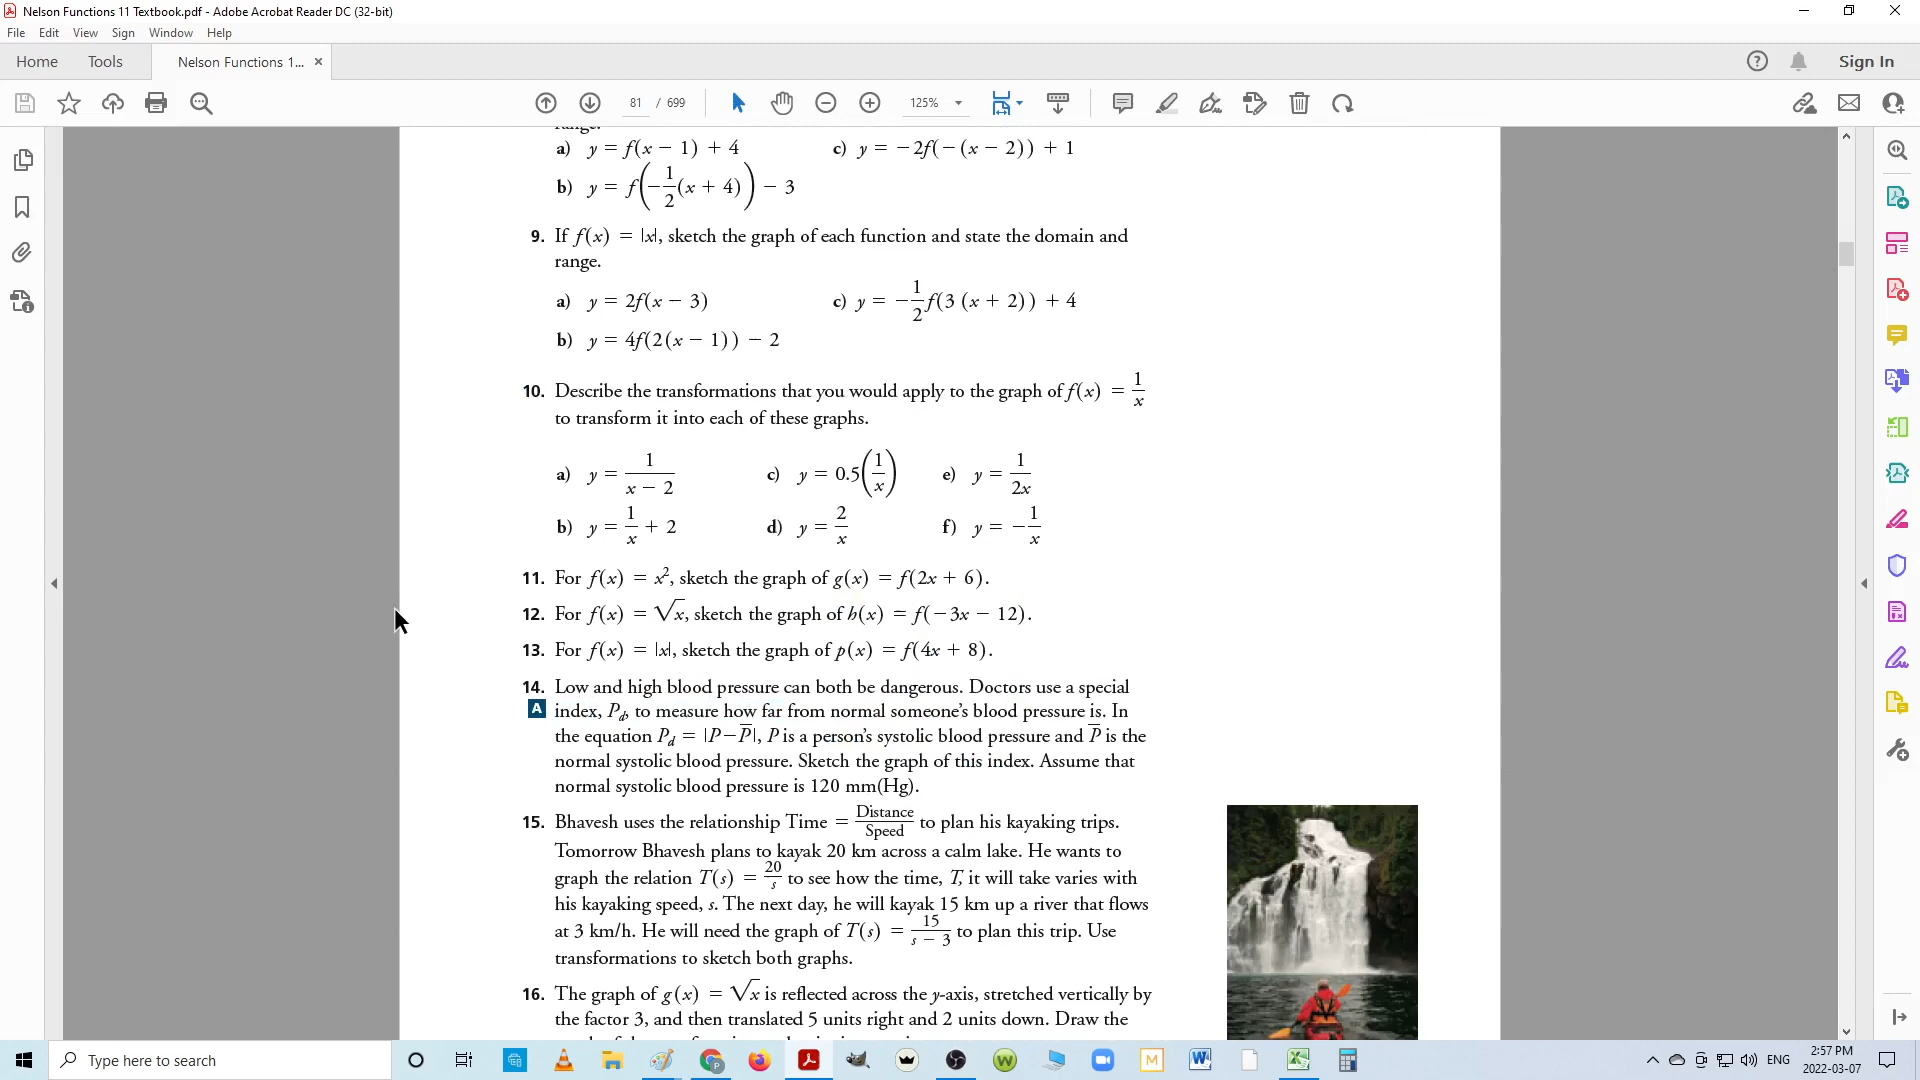 Nelson Functions 11 Textbook.pdf - Adobe Acrobat Reader DC (32-bit)
File Edit View Sign Window Help
Home Tools Nelson Functions 1... × Sign In
81 / 699 125%
range.
a) y = f(x − 1) + 4 c) y = −2f(−(x − 2)) + 1
b) y = f(−1/2(x + 4)) − 3
9. If f(x) = |x|, sketch the graph of each function and state the domain and
range.
a) y = 2f(x − 3) c) y = −1/2 f(3 (x + 2)) + 4
b) y = 4f(2(x − 1)) − 2
10. Describe the transformations that you would apply to the graph of f(x) = 1/x
to transform it into each of these graphs.
a) y = 1/(x − 2) c) y = 0.5(1/x) e) y = 1/2x
b) y = 1/x + 2 d) y = 2/x f) y = −1/x
11. For f(x) = x², sketch the graph of g(x) = f(2x + 6).
12. For f(x) = √x, sketch the graph of h(x) = f(−3x − 12).
13. For f(x) = |x|, sketch the graph of p(x) = f(4x + 8).
14. Low and high blood pressure can both be dangerous. Doctors use a special
A index, P_d, to measure how far from normal someone's blood pressure is. In
the equation P_d = |P−P̅|, P is a person's systolic blood pressure and P̅ is the
normal systolic blood pressure. Sketch the graph of this index. Assume that
normal systolic blood pressure is 120 mm(Hg).
15. Bhavesh uses the relationship Time = Distance/Speed to plan his kayaking trips.
Tomorrow Bhavesh plans to kayak 20 km across a calm lake. He wants to
graph the relation T(s) = 20/s to see how the time, T, it will take varies with
his kayaking speed, s. The next day, he will kayak 15 km up a river that flows
at 3 km/h. He will need the graph of T(s) = 15/(s − 3) to plan this trip. Use
transformations to sketch both graphs.
16. The graph of g(x) = √x is reflected across the y-axis, stretched vertically by
the factor 3, and then translated 5 units right and 2 units down. Draw the
Type here to search
ENG
2:57 PM
2022-03-07